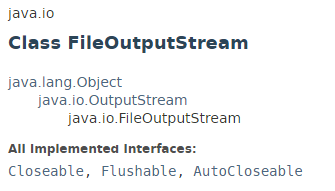 java.io
Class FileOutputStream
java.lang.Object
java.io.OutputStream
java.io.FileOutputStream
All Implemented Interfaces:
Closeable, Flushable, AutoCloseable